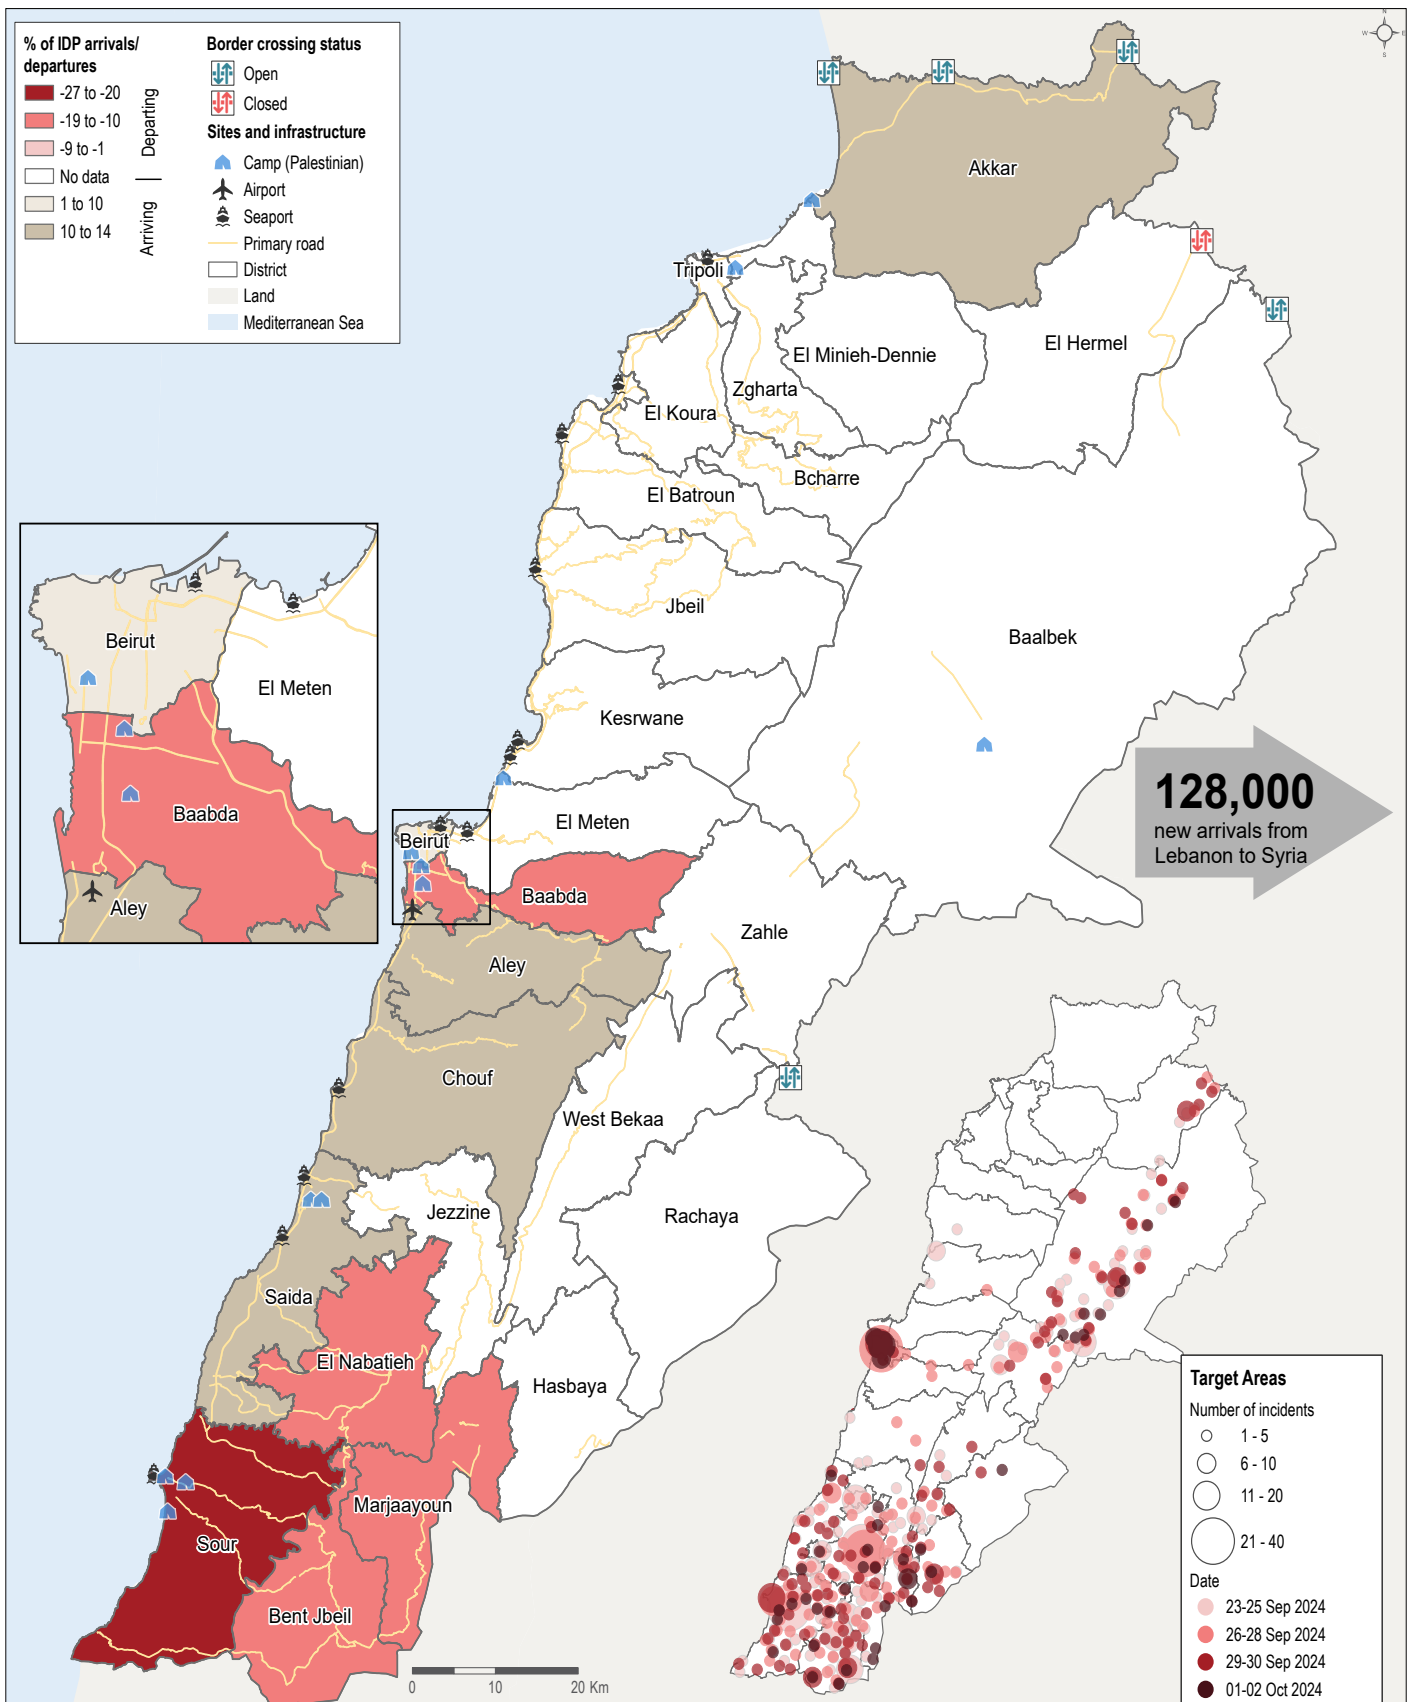 % of IDP arrivals/
departures
-27 to -20
-19 to -10
-9 to -1
No data
1 to 10
10 to 14
Departing
Arriving
Border crossing status
Open
Closed
Sites and infrastructure
Camp (Palestinian)
Airport
Seaport
Primary road
District
Land
Mediterranean Sea
N
W
E
S
Akkar
Tripoli
El Minieh-Dennie
El Hermel
Zgharta
El Koura
Bcharre
El Batroun
Jbeil
Baalbek
Kesrwane
El Meten
Beirut
Baabda
Zahle
Aley
Chouf
West Bekaa
Rachaya
Jezzine
Saida
El Nabatieh
Hasbaya
Marjaayoun
Sour
Bent Jbeil
Beirut
El Meten
Baabda
Aley
128,000
new arrivals from
Lebanon to Syria
0 10 20 Km
Target Areas
Number of incidents
1 - 5
6 - 10
11 - 20
21 - 40
Date
23-25 Sep 2024
26-28 Sep 2024
29-30 Sep 2024
01-02 Oct 2024